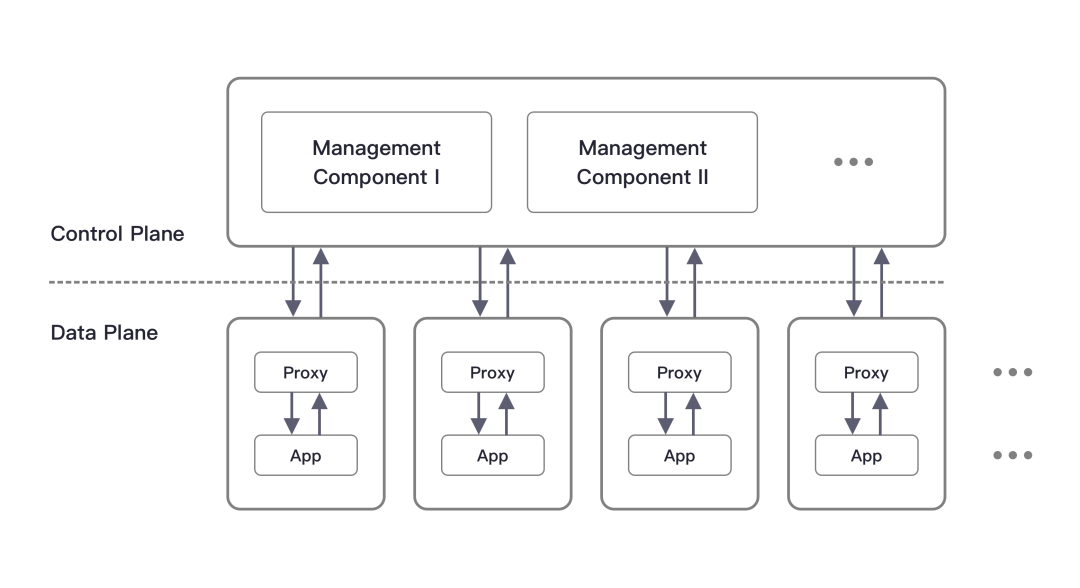 Management
Component I
Management
Component II
Control Plane
Data Plane
Proxy
Proxy
Proxy
Proxy
App
App
App
App